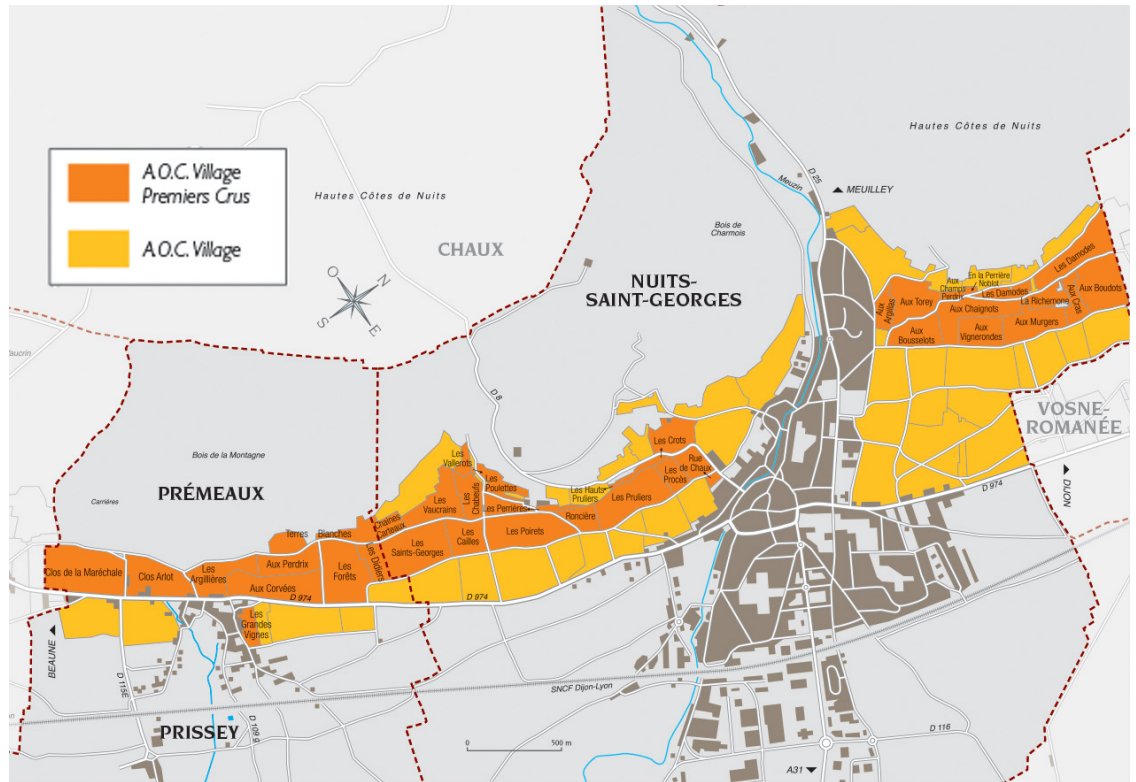 A.O.C. Village
Premiers Crus
A.O.C. Village
Hautes Côtes de Nuits
Hautes Côtes de Nuits
CHAUX
NUITS-
SAINT-GEORGES
PRÉMEAUX
PRISSEY
VOSNE-
ROMANÉE
O
N
S
E
Meuzin
D 25
MEUILLEY
Bois de
Charmois
D 8
Bois de la Montagne
Carrières
Aux
Argillas
Aux Torey
Aux
Champs
Perdrix
En la Perrière
Noblot
Les Damodes
Les Damodes
Aux Boudots
Aux Cras
La Richemone
Aux Chaignots
Aux Murgers
Aux
Vignerondes
Aux
Bousselots
Les Crots
Rue
de Chaux
Les
Procès
Les Pruliers
Les Hauts
Pruliers
Roncière
Les Poirets
Les Perrières
Les
Poulettes
Les
Chabœufs
Les
Vallerots
Les
Vaucrains
Chaînes
Carteaux
Les
Cailles
Les
Saints-Georges
Les Didiers
Les
Forêts
Terres Blanches
Aux Perdrix
Aux Corvées
Les
Argillières
Clos Arlot
Clos de la Maréchale
Les
Grandes
Vignes
D 974
D 974
D 974
DIJON
BEAUNE
D 115E
D 109 g
SNCF Dijon-Lyon
500 m
D 116
A31